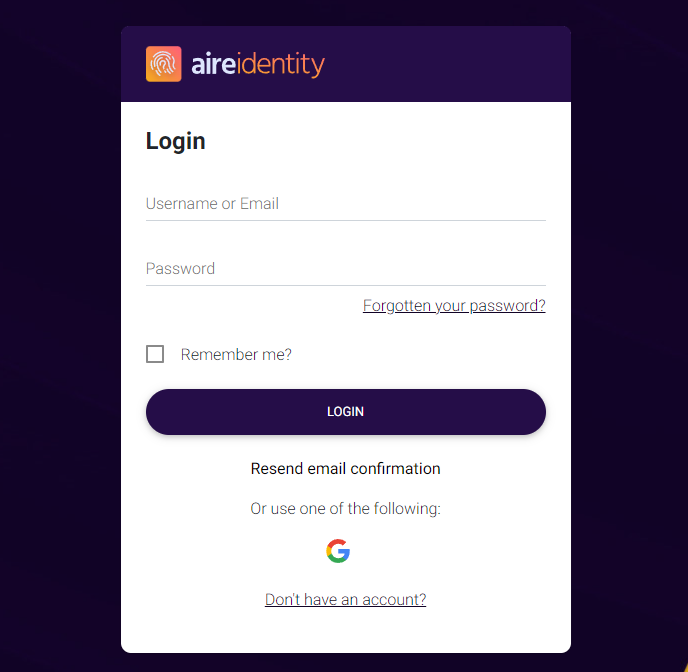 aireidentity
Login
Username or Email
Password
Forgotten your password?
Remember me?
LOGIN
Resend email confirmation
Or use one of the following:
Don't have an account?